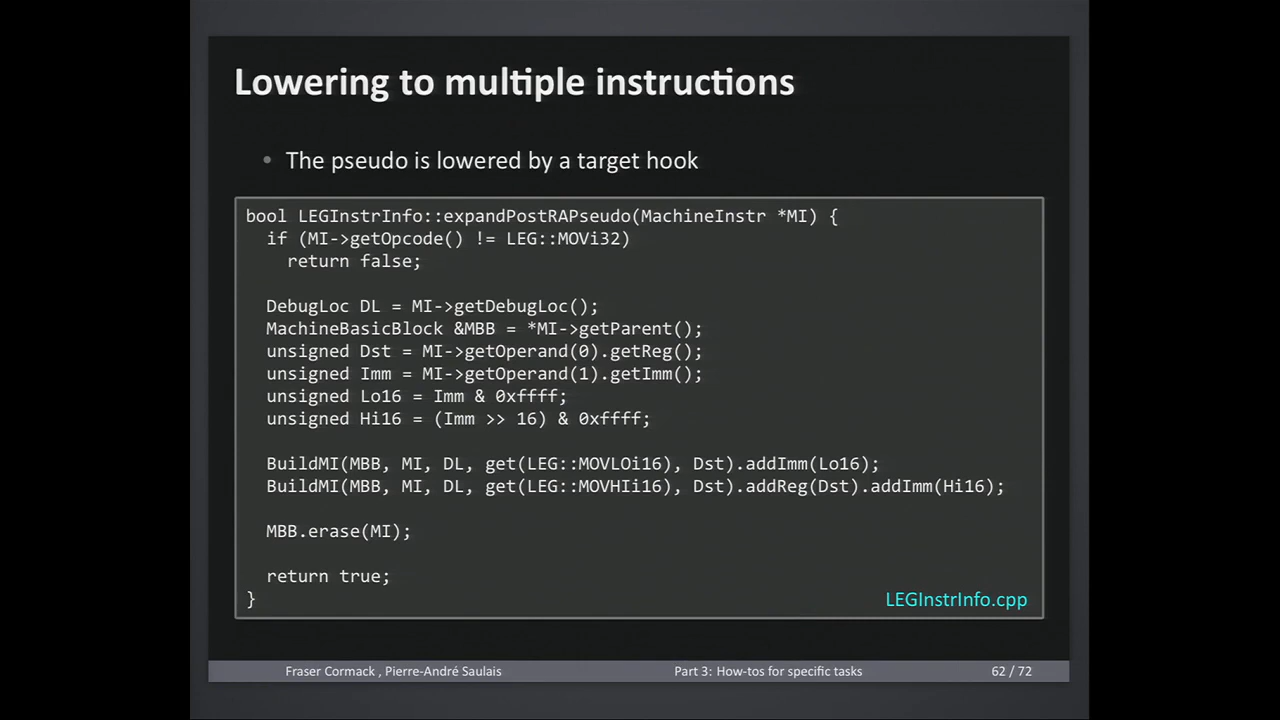 Lowering to multiple instructions
• The pseudo is lowered by a target hook
bool LEGInstrInfo::expandPostRAPseudo(MachineInstr *MI) {
  if (MI->getOpcode() != LEG::MOVi32)
    return false;

  DebugLoc DL = MI->getDebugLoc();
  MachineBasicBlock &MBB = *MI->getParent();
  unsigned Dst = MI->getOperand(0).getReg();
  unsigned Imm = MI->getOperand(1).getImm();
  unsigned Lo16 = Imm & 0xffff;
  unsigned Hi16 = (Imm >> 16) & 0xffff;

  BuildMI(MBB, MI, DL, get(LEG::MOVLOi16), Dst).addImm(Lo16);
  BuildMI(MBB, MI, DL, get(LEG::MOVHIi16), Dst).addReg(Dst).addImm(Hi16);

  MBB.erase(MI);

  return true;
}
LEGInstrInfo.cpp
Fraser Cormack , Pierre-André Saulais
Part 3: How-tos for specific tasks
62 / 72